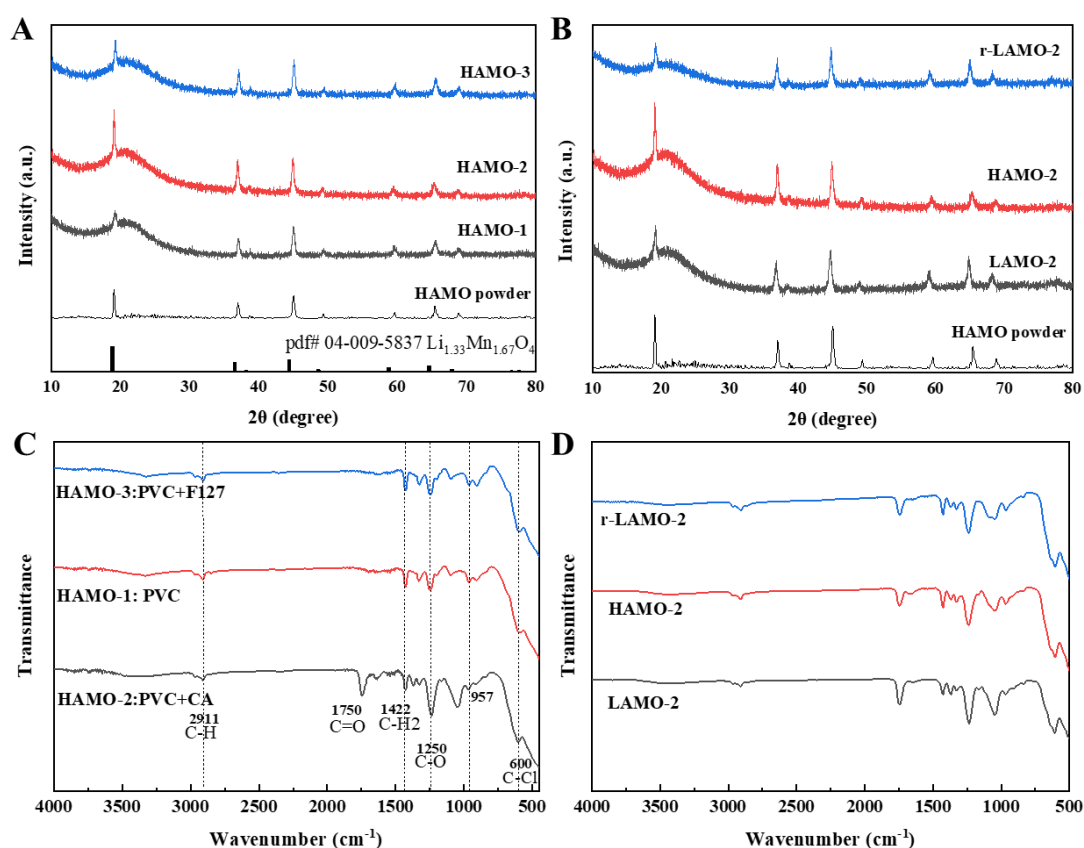 A
HAMO-3
HAMO-2
HAMO-1
HAMO powder
pdf# 04-009-5837 Li1.33Mn1.67O4
Intensity (a.u.)
10 20 30 40 50 60 70 80
2θ (degree)
B
r-LAMO-2
HAMO-2
LAMO-2
HAMO powder
Intensity (a.u.)
10 20 30 40 50 60 70 80
2θ (degree)
C
HAMO-3:PVC+F127
HAMO-1: PVC
HAMO-2:PVC+CA
2911
C-H
1750
C=O
1422
C-H2
957
1250
C-O
600
C-Cl
Transmittance
4000 2500 2000 1500 1000 500
Wavenumber (cm-1)
D
r-LAMO-2
HAMO-2
LAMO-2
Transmittance
4000 2500 2000 1500 1000 500
Wavenumber (cm-1)